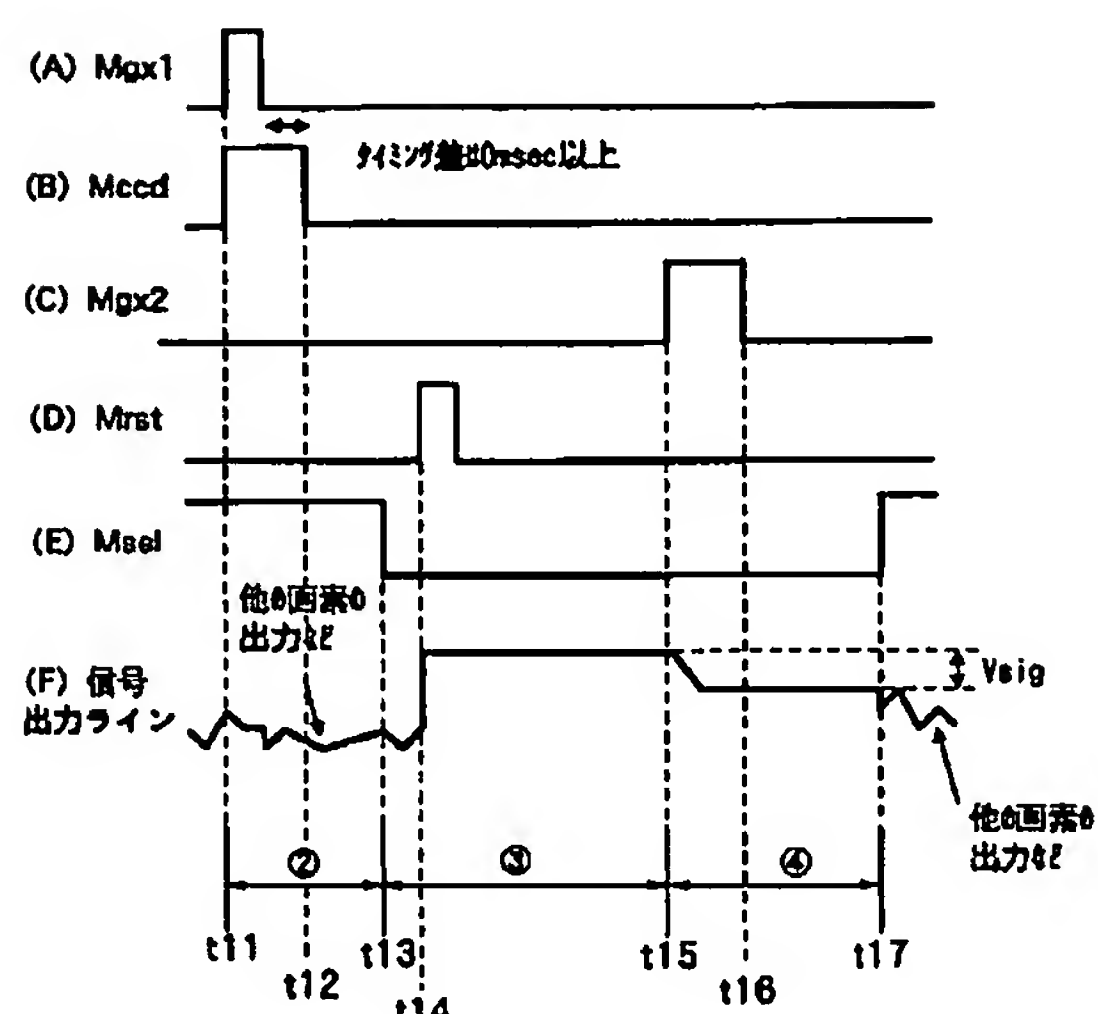 (A) Mgx1
タイミング差は0msec以上
(B) Mccd
(C) Mgx2
(D) Mrst
(E) Msel
他の画素の
出力など
(F) 信号
出力ライン
Vsig
他の画素の
出力など
② ③ ④
t11 t13 t15 t17
t12 t16
t14